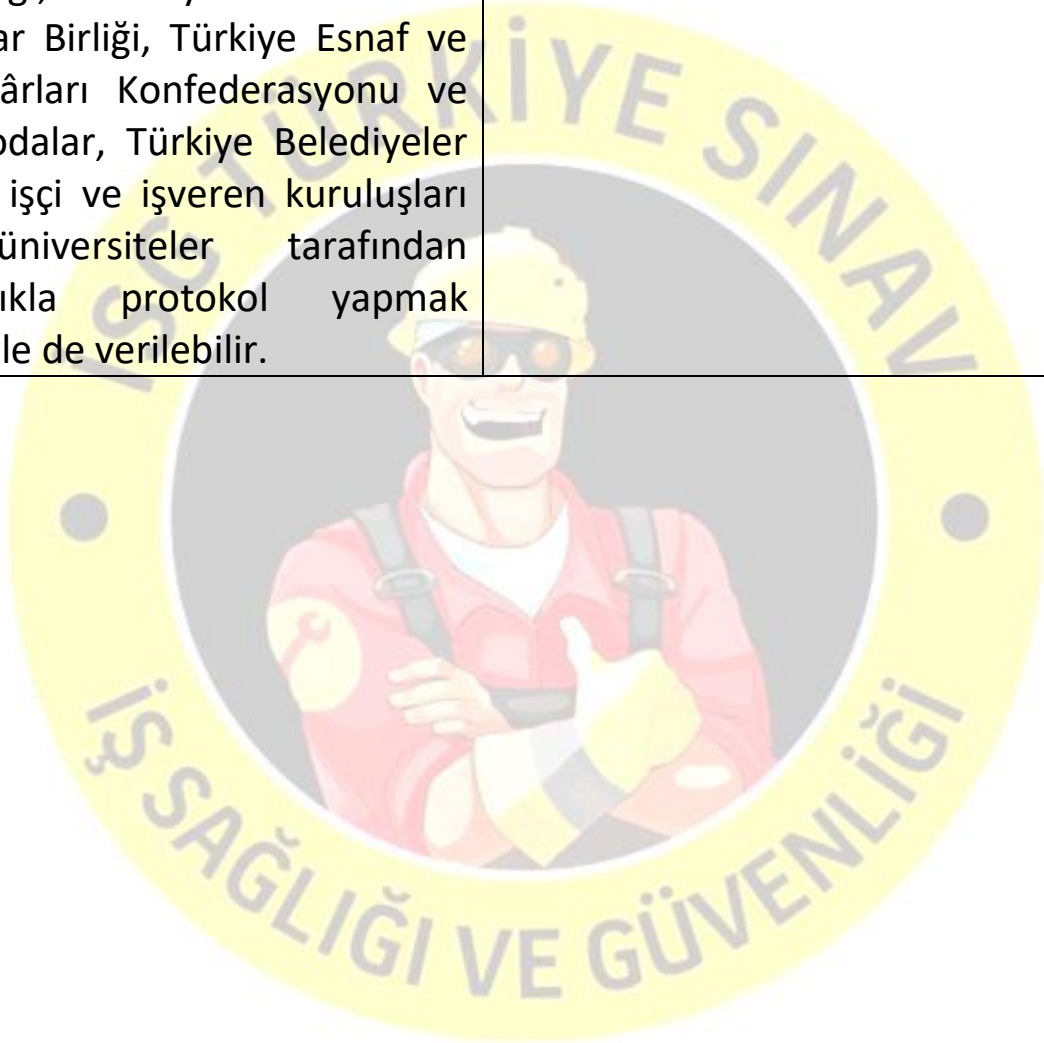 ar Birliği, Türkiye Esnaf ve
ârları Konfederasyonu ve
odalar, Türkiye Belediyeler
işçi ve işveren kuruluşları
üniversiteler tarafından
ıkla protokol yapmak
le de verilebilir.
İSG TÜRKİYE SINAV
İŞ SAĞLIĞI VE GÜVENLİĞİ